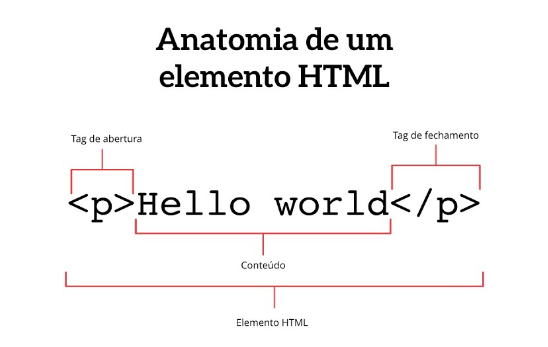 Anatomia de um
elemento HTML
Tag de abertura
Tag de fechamento
<p>Hello world</p>
Conteúdo
Elemento HTML